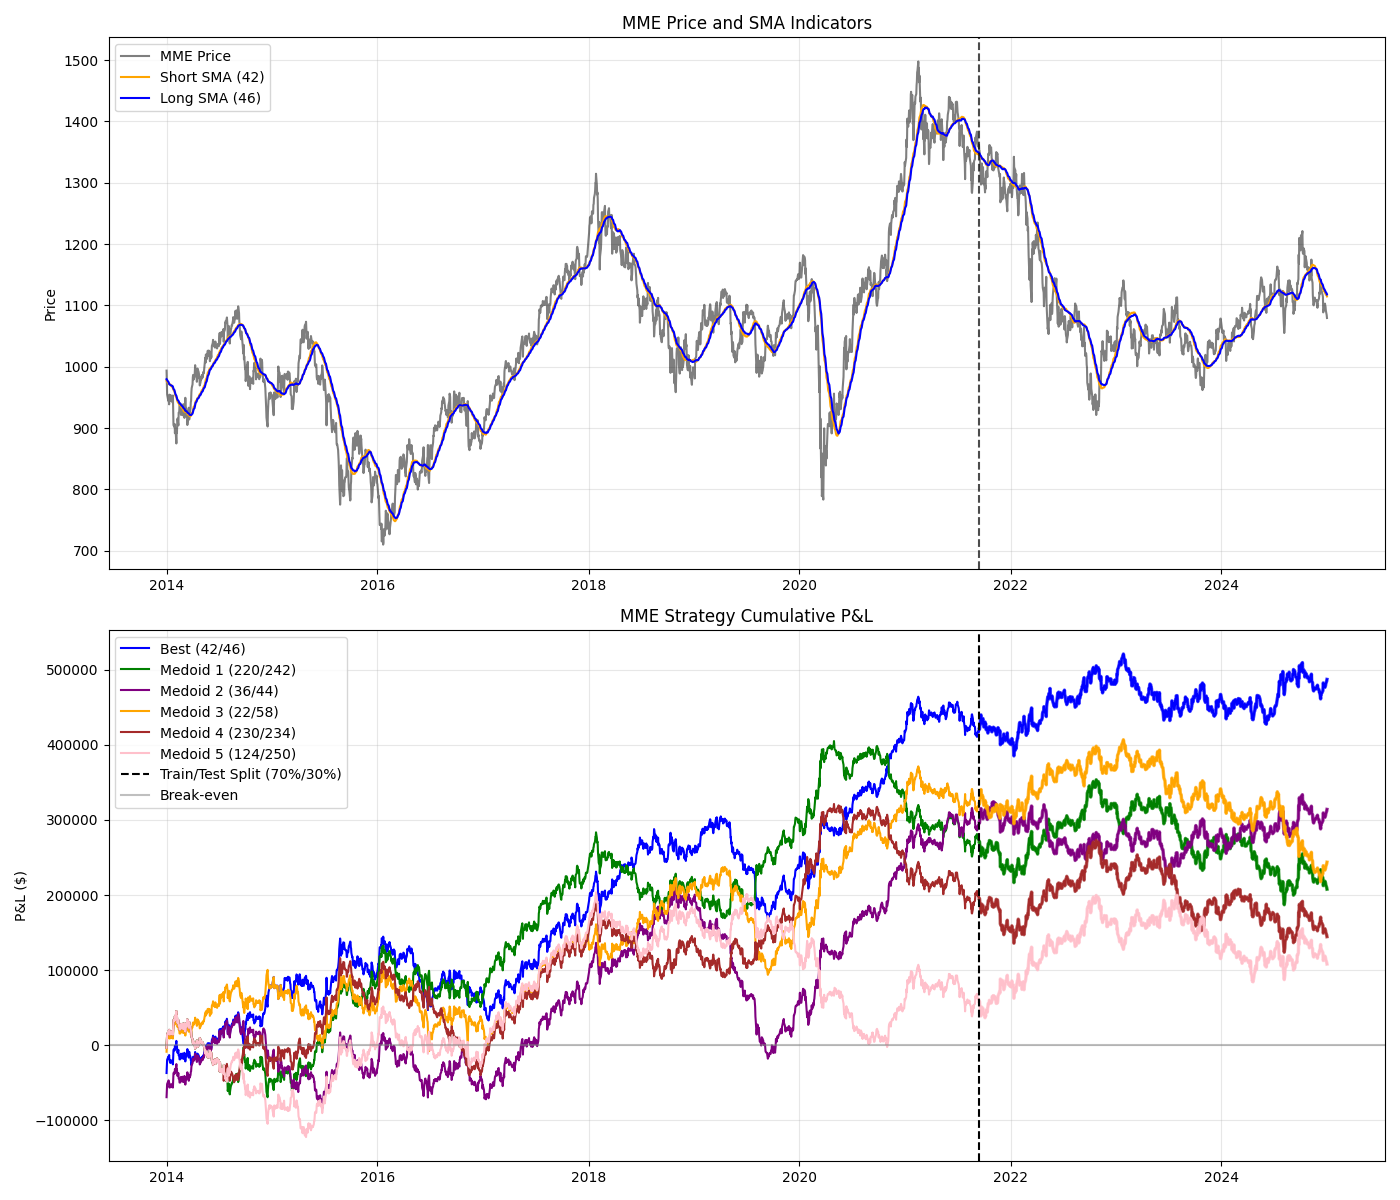 MME Price and SMA Indicators
MME Price
Short SMA (42)
Long SMA (46)
Price
1500
1400
1300
1200
1100
1000
900
800
700
2014 2016 2018 2020 2022 2024
MME Strategy Cumulative P&L
Best (42/46)
Medoid 1 (220/242)
Medoid 2 (36/44)
Medoid 3 (22/58)
Medoid 4 (230/234)
Medoid 5 (124/250)
Train/Test Split (70%/30%)
Break-even
P&L ($)
500000
400000
300000
200000
100000
0
−100000
2014 2016 2018 2020 2022 2024